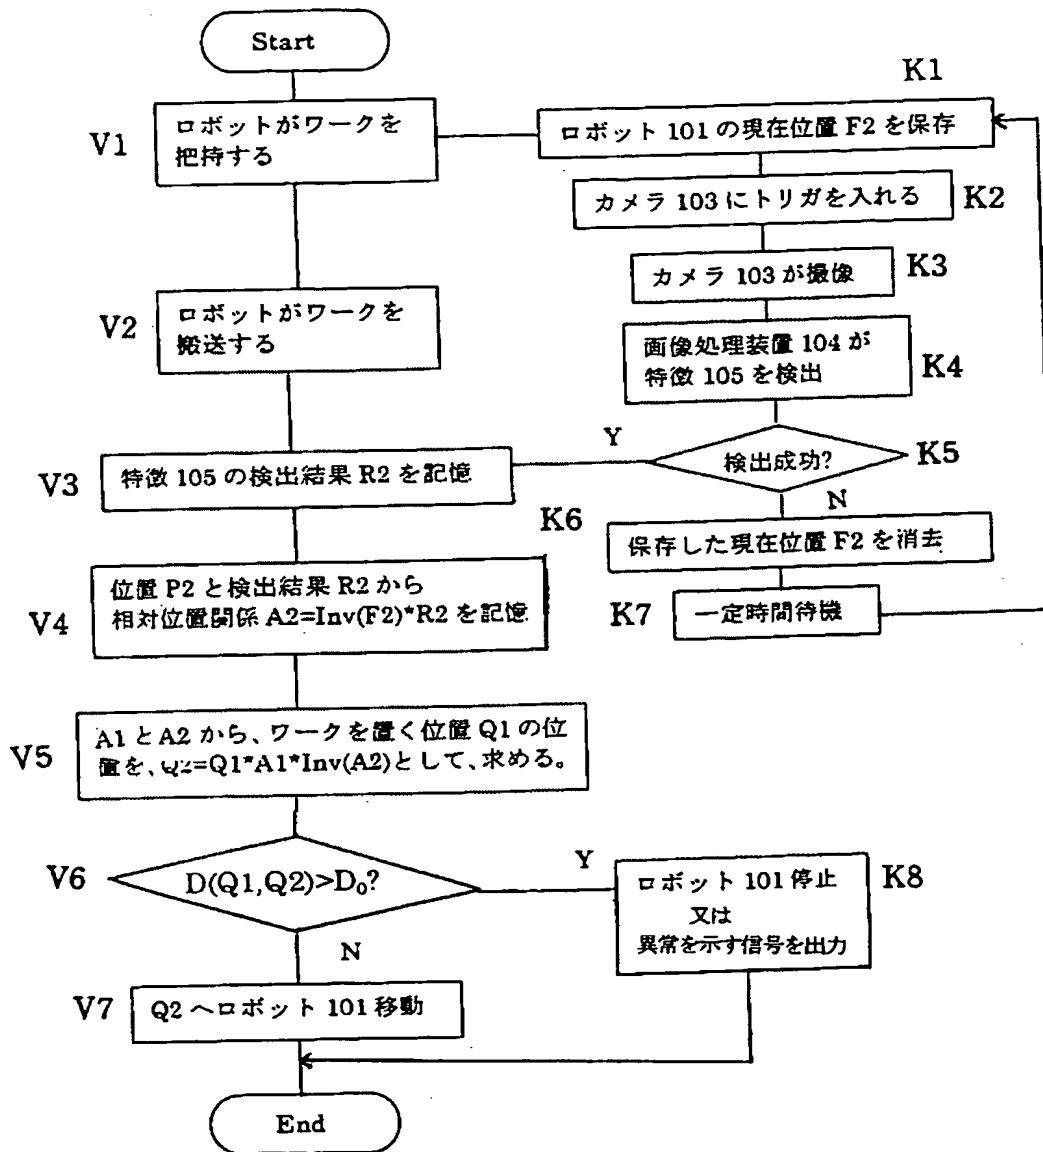 Start
K1
V1
ロボットがワークを
把持する
ロボット 101 の現在位置 F2 を保存
カメラ 103 にトリガを入れる
K2
カメラ 103 が撮像
K3
V2
ロボットがワークを
搬送する
画像処理装置 104 が
特徴 105 を検出
K4
Y
検出成功?
K5
V3
特徴 105 の検出結果 R2 を記憶
N
K6
保存した現在位置 F2 を消去
V4
位置 P2 と検出結果 R2 から
相対位置関係 A2=Inv(F2)*R2 を記憶
K7
一定時間待機
V5
A1 と A2 から、ワークを置く位置 Q1 の位
置を、Q2=Q1*A1*Inv(A2)として、求める。
V6
D(Q1,Q2)>D₀?
Y
ロボット 101 停止
又は
異常を示す信号を出力
K8
N
V7
Q2 へロボット 101 移動
End